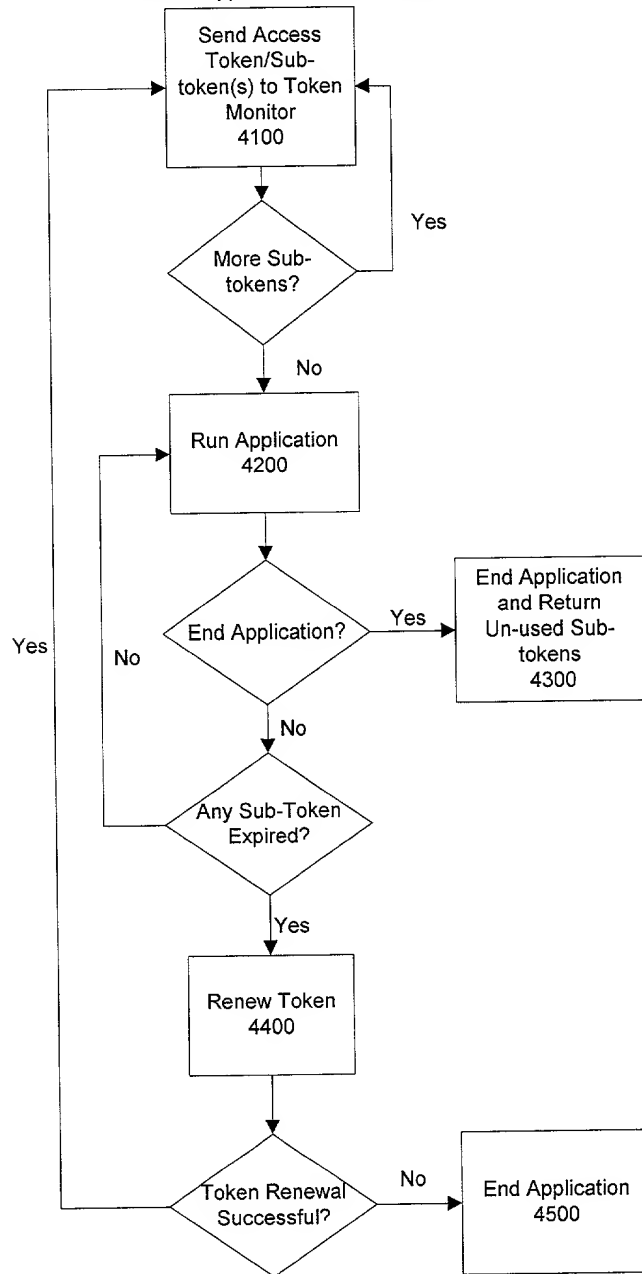 Send Access
Token/Sub-
token(s) to Token
Monitor
4100
Yes
More Sub-
tokens?
No
Run Application
4200
End Application?
Yes
End Application
and Return
Un-used Sub-
tokens
4300
Yes
No
No
Any Sub-Token
Expired?
Yes
Renew Token
4400
Token Renewal
Successful?
No
End Application
4500